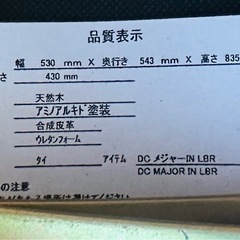 品質表示
幅 530 mm X 奥行き 543 mm X 高さ 835
さ 430 mm
天然木
アミノアルキド塗装
合成皮革
ウレタンフォーム
タイ アイテム DC メジャーIN LBR
DC MAJOR IN LBR
の注意